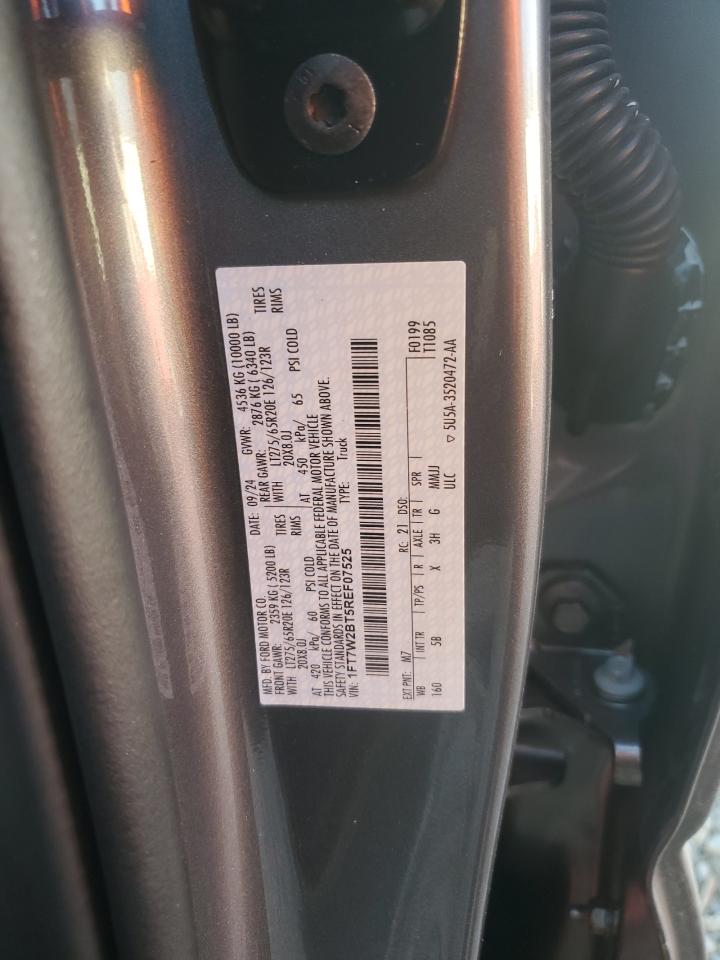 MFD. BY FORD MOTOR CO.
DATE: 09/24 GVWR: 4536 KG (10000 LB)
FRONT GAWR: 2359 KG (5200 LB) REAR GAWR: 2876 KG (6340 LB)
WITH LT275/65R20E 126/123R TIRES WITH LT275/65R20E 126/123R TIRES
20X8.0J RIMS 20X8.0J RIMS
AT 420 kPa/ 60 PSI COLD AT 450 kPa/ 65 PSI COLD
THIS VEHICLE CONFORMS TO ALL APPLICABLE FEDERAL MOTOR VEHICLE
SAFETY STANDARDS IN EFFECT ON THE DATE OF MANUFACTURE SHOWN ABOVE.
VIN: 1FT7W2BT5REF07525 TYPE: Truck
F0199
EXT PNT: M7 RC: 21 DSO: T1085
WB INT TR TP/PS R AXLE TR SPR
160 5B X 3H G MMJJ
ULC ▽ 5U5A-3520472-AA